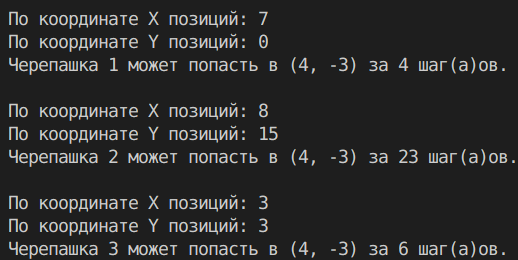 По координате X позиций: 7
По координате Y позиций: 0
Черепашка 1 может попасть в (4, -3) за 4 шаг(а)ов.
По координате X позиций: 8
По координате Y позиций: 15
Черепашка 2 может попасть в (4, -3) за 23 шаг(а)ов.
По координате X позиций: 3
По координате Y позиций: 3
Черепашка 3 может попасть в (4, -3) за 6 шаг(а)ов.